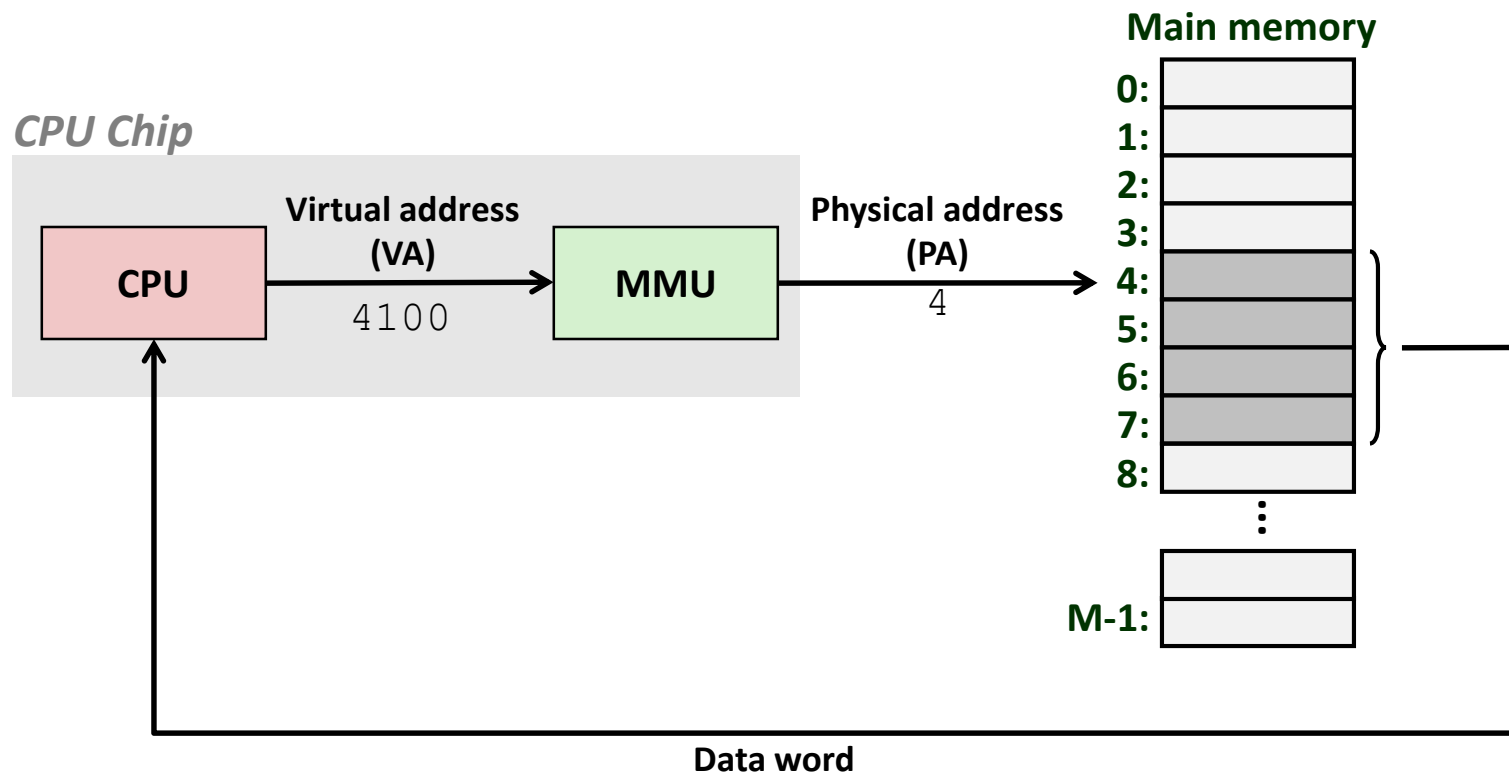 Main memory
0:
1:
2:
3:
4:
5:
6:
7:
8:
⋮
M-1:
CPU Chip
CPU
Virtual address
(VA)
4100
MMU
Physical address
(PA)
4
Data word